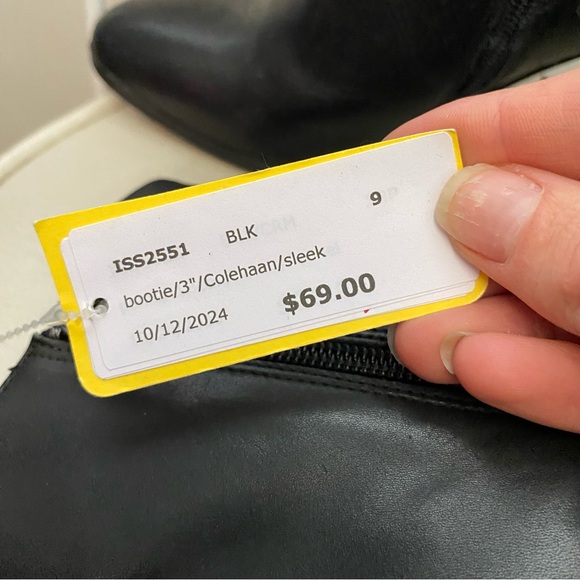 ISS2551 BLK 9
bootie/3"/Colehaan/sleek
10/12/2024 $69.00